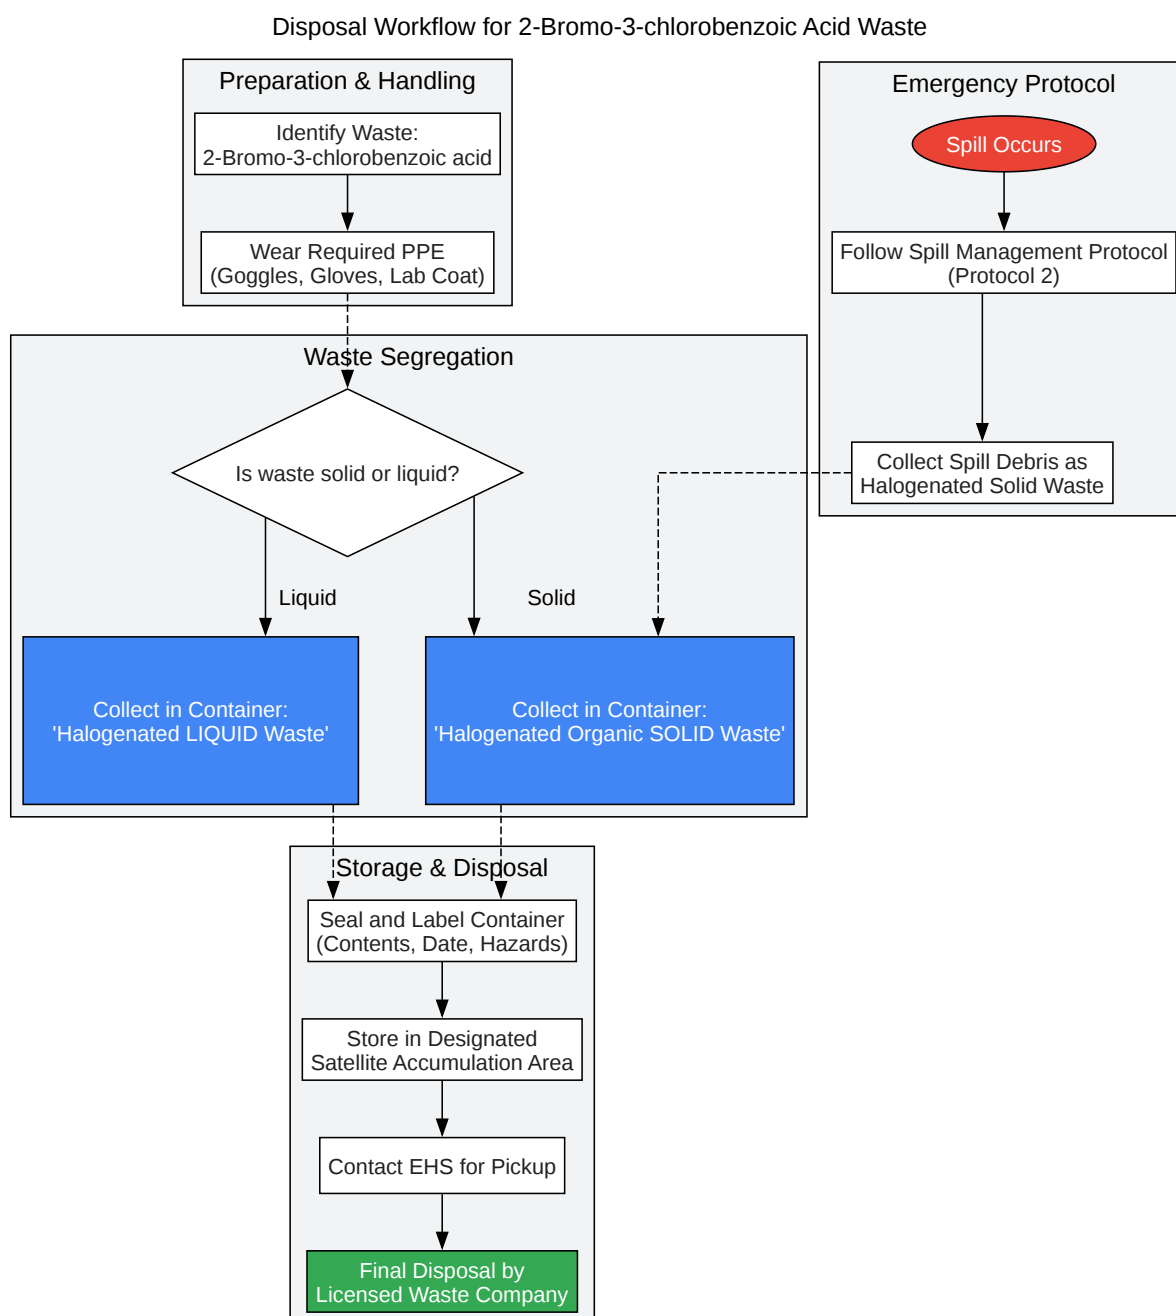 Disposal Workflow for 2-Bromo-3-chlorobenzoic Acid Waste
Preparation & Handling
Identify Waste:
2-Bromo-3-chlorobenzoic acid
Wear Required PPE
(Goggles, Gloves, Lab Coat)
Emergency Protocol
Spill Occurs
Follow Spill Management Protocol
(Protocol 2)
Collect Spill Debris as
Halogenated Solid Waste
Waste Segregation
Is waste solid or liquid?
Liquid
Solid
Collect in Container:
'Halogenated LIQUID Waste'
Collect in Container:
'Halogenated Organic SOLID Waste'
Storage & Disposal
Seal and Label Container
(Contents, Date, Hazards)
Store in Designated
Satellite Accumulation Area
Contact EHS for Pickup
Final Disposal by
Licensed Waste Company